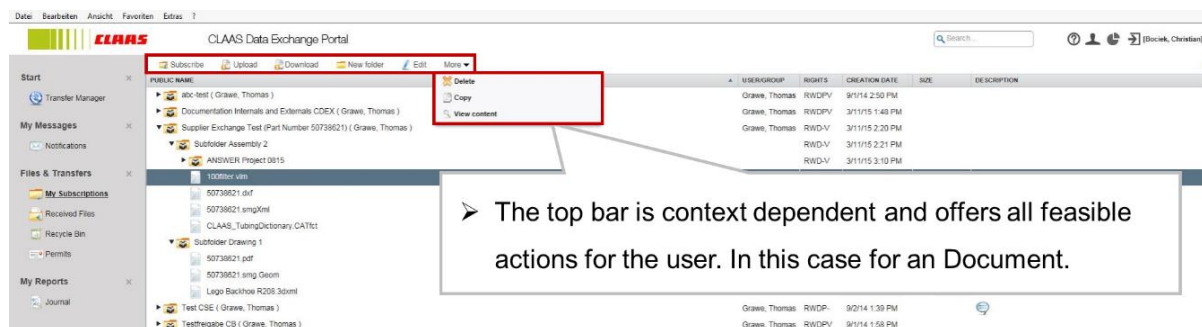 Datei Bearbeiten Ansicht Favoriten Extras ?
CLAAS CLAAS Data Exchange Portal Search... [Bociek, Christian]
Subscribe Upload Download New folder Edit More
Start PUBLIC NAME USER/GROUP RIGHTS CREATION DATE SIZE DESCRIPTION
Delete
Transfer Manager abc-test ( Grawe, Thomas ) Grawe, Thomas RWDPV 9/1/14 2:50 PM
Copy
Documentation Internals and Externals CDEX ( Grawe, Thomas ) Grawe, Thomas RWDPV 3/11/15 1:48 PM
View content
My Messages Supplier Exchange Test (Part Number 50738621) ( Grawe, Thomas ) Grawe, Thomas RWD-V 3/11/15 2:20 PM
Notifications Subfolder Assembly 2 RWD-V 3/11/15 2:21 PM
ANSWER Project 0815 RWD-V 3/11/15 3:10 PM
Files & Transfers 100filter.vim
My Subscriptions 50738621.dxf
Received Files 50738621.smgXml
CLAAS_TubingDictionary.CATfct
Recycle Bin Subfolder Drawing 1
Permits 50738621.pdf
My Reports 50738621.smg.Geom
Journal Lego Backhoe R208.3dxml
➢ The top bar is context dependent and offers all feasible
actions for the user. In this case for an Document.
Test CSE ( Grawe, Thomas ) Grawe, Thomas RWDP- 9/2/14 1:39 PM
Testfreigabe CB ( Grawe, Thomas ) Grawe, Thomas RWDPV 9/1/14 1:58 PM